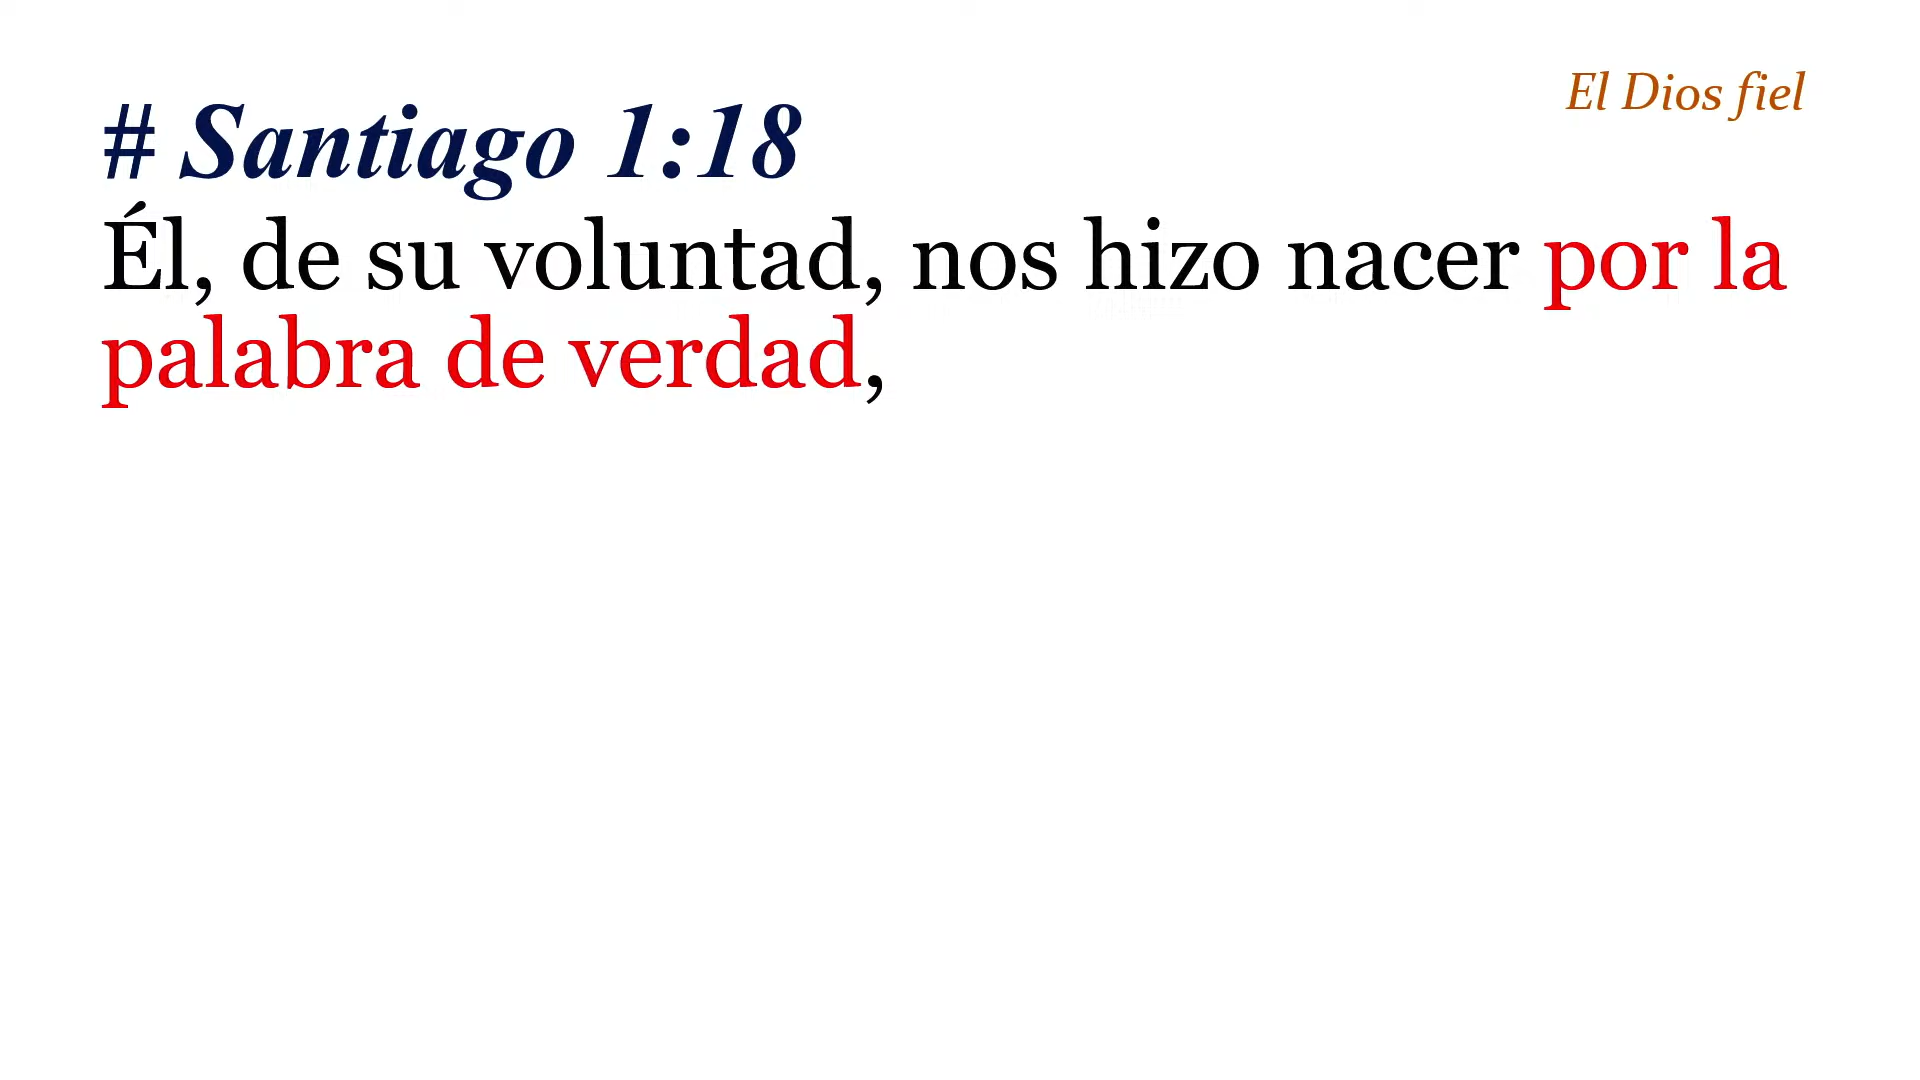 El Dios fiel
# Santiago 1:18
Él, de su voluntad, nos hizo nacer por la
palabra de verdad,